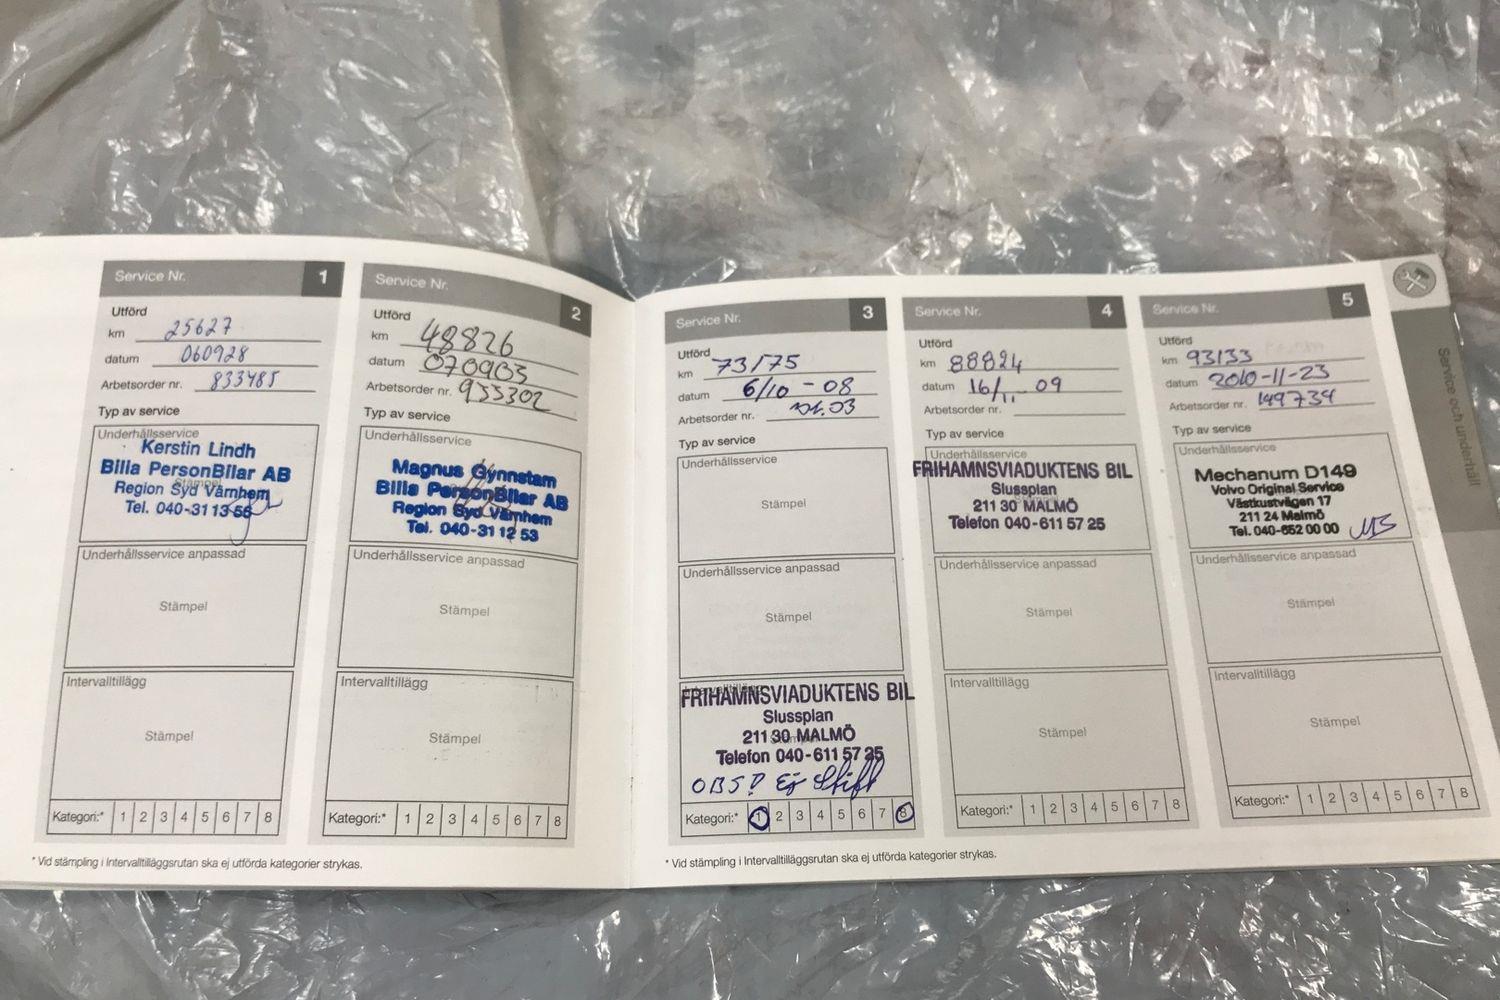 Service Nr. 1
Utförd
km 25627
datum 060928
Arbetsorder nr. 833485
Typ av service
Underhållsservice
Kerstin Lindh
Bilia PersonBilar AB
Region Syd Värnhem
Tel. 040-31 13 56
Underhållsservice anpassad
Stämpel
Intervalltillägg
Stämpel
Kategori:* 1 2 3 4 5 6 7 8
Service Nr. 2
Utförd
km 48826
datum 070903
Arbetsorder nr. 933302
Typ av service
Underhållsservice
Magnus Gynnstam
Bilia PersonBilar AB
Region Syd Värnhem
Tel. 040-31 12 53
Underhållsservice anpassad
Stämpel
Intervalltillägg
Stämpel
Kategori:* 1 2 3 4 5 6 7 8
* Vid stämpling i Intervalltilläggsrutan ska ej utförda kategorier strykas.
Service Nr. 3
Utförd
km 73175
datum 6/10 - 08
Arbetsorder nr.
Typ av service
Underhållsservice
Stämpel
Underhållsservice anpassad
Stämpel
FRIHAMNSVIADUKTENS BIL
Slussplan
211 30 MALMÖ
Telefon 040-611 57 25
OBS! Ej Stift
Kategori:* 1 2 3 4 5 6 7 8
Service Nr. 4
Utförd
km 88824
datum 16/11 09
Arbetsorder nr.
Typ av service
Underhållsservice
FRIHAMNSVIADUKTENS BIL
Slussplan
211 30 MALMÖ
Telefon 040-611 57 25
Underhållsservice anpassad
Stämpel
Intervalltillägg
Stämpel
Kategori:* 1 2 3 4 5 6 7 8
Service Nr. 5
Utförd
km 93133
datum 2010-11-23
Arbetsorder nr. 149734
Typ av service
Underhållsservice
Mechanum D149
Volvo Original Service
Västkustvägen 17
211 24 Malmö
Tel. 040-652 00 00
Underhållsservice anpassad
Stämpel
Intervalltillägg
Stämpel
Kategori:* 1 2 3 4 5 6 7 8
* Vid stämpling i Intervalltilläggsrutan ska ej utförda kategorier strykas.
Service och underhåll